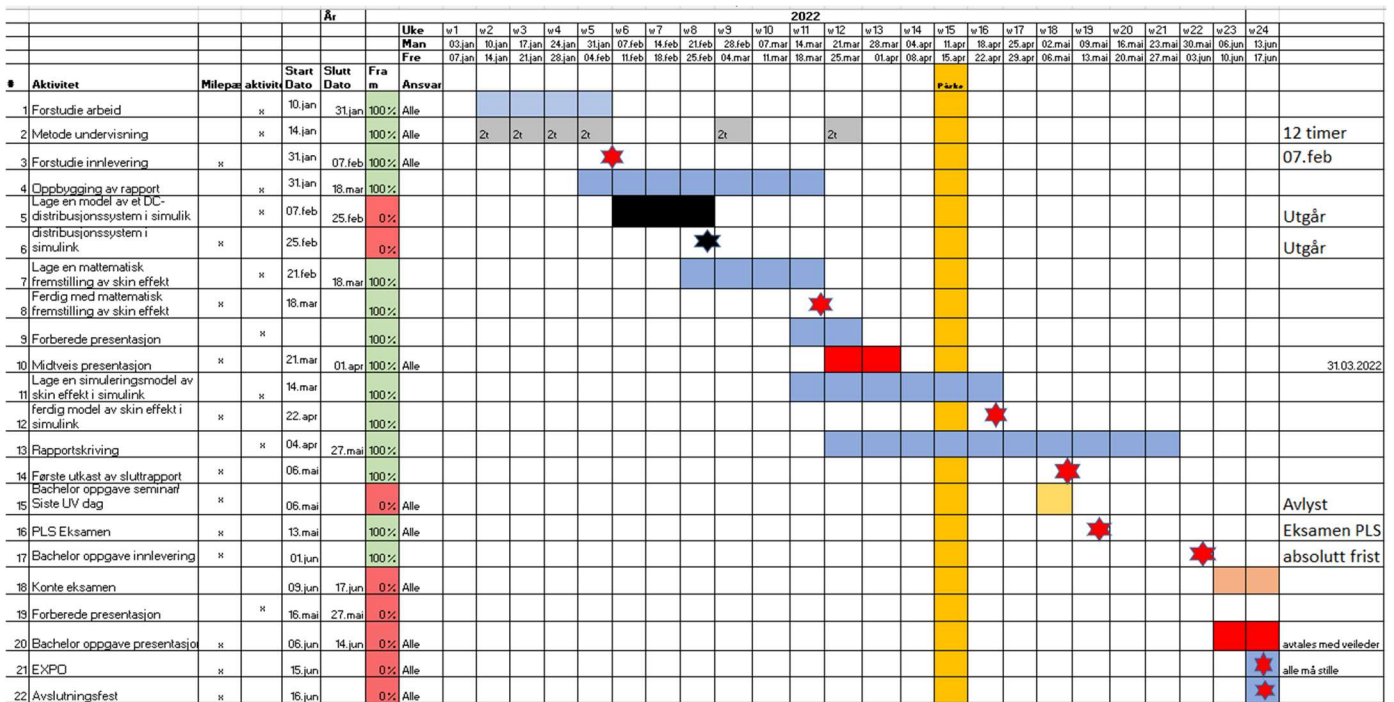 År 2022
Uke w1 w2 w3 w4 w5 w6 w7 w8 w9 w10 w11 w12 w13 w14 w15 w16 w17 w18 w19 w20 w21 w22 w23 w24
Man 03.jan 10.jan 17.jan 24.jan 31.jan 07.feb 14.feb 21.feb 28.feb 07.mar 14.mar 21.mar 28.mar 04.apr 11.apr 18.apr 25.apr 02.mai 09.mai 16.mai 23.mai 30.mai 06.jun 13.jun
Fre 07.jan 14.jan 21.jan 28.jan 04.feb 11.feb 18.feb 25.feb 04.mar 11.mar 18.mar 25.mar 01.apr 08.apr 15.apr 22.apr 29.apr 06.mai 13.mai 20.mai 27.mai 03.jun 10.jun 17.jun
Start Slutt Fra
# Aktivitet Milepæ aktivite Dato Dato m Ansvar Påske
1 Forstudie arbeid x 10.jan 31.jan 100% Alle
2 Metode undervisning x 14.jan 100% Alle 2t 2t 2t 2t 2t 2t 12 timer
3 Forstudie innlevering x 31.jan 07.feb 100% Alle 07.feb
4 Oppbygging av rapport x 31.jan 18.mar 100%
Lage en model av et DC-
5 distribusjonssystem i simulik x 07.feb 25.feb 0% Utgår
distribusjonssystem i
6 simulink x 25.feb 0% Utgår
Lage en mattematisk
7 fremstilling av skin effekt x 21.feb 18.mar 100%
Ferdig med mattematisk
8 fremstilling av skin effekt x 18.mar 100%
9 Forberede presentasjon x 100%
10 Midtveis presentasjon x 21.mar 01.apr 100% Alle 31.03.2022
Lage en simuleringsmodel av
11 skin effekt i simulink x 14.mar 100%
ferdig model av skin effekt i
12 simulink x 22.apr 100%
13 Rapportskriving x 04.apr 27.mai 100%
14 Første utkast av sluttrapport x 06.mai 100%
Bachelor oppgave seminar/
15 Siste UV dag x 06.mai 0% Alle Avlyst
16 PLS Eksamen x 13.mai 100% Alle Eksamen PLS
17 Bachelor oppgave innlevering x 01.jun 100% absolutt frist
18 Konte eksamen 09.jun 17.jun 0% Alle
19 Forberede presentasjon x 16.mai 27.mai 0%
20 Bachelor oppgave presentasjo x 06.jun 14.jun 0% Alle avtales med veileder
21 EXPO x 15.jun 0% Alle alle må stille
22 Avslutningsfest x 16.jun 0% Alle